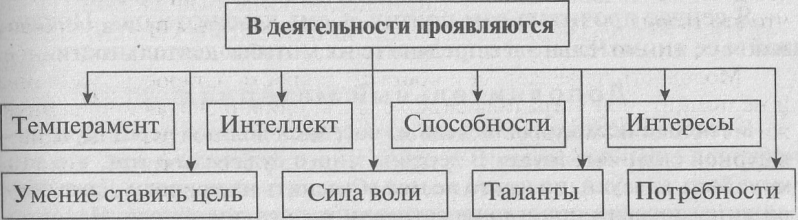 В деятельности проявляются
Темперамент
Интеллект
Способности
Интересы
Умение ставить цель
Сила воли
Таланты
Потребности